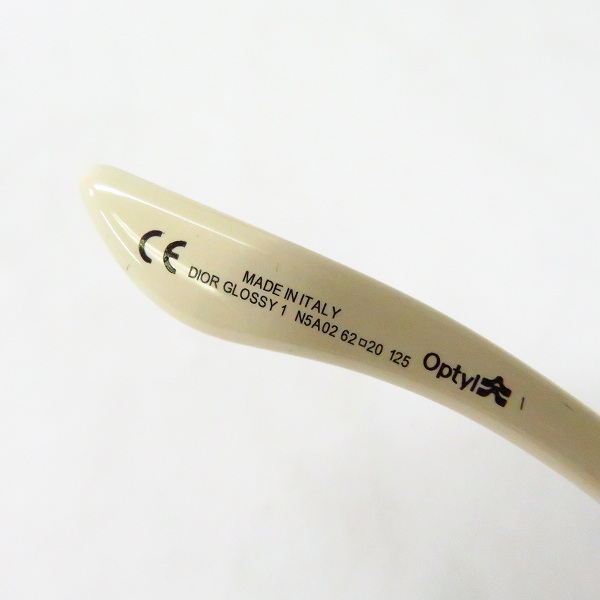 CE
MADE IN ITALY
DIOR GLOSSY 1 N5A02 62□20 125 Optyl